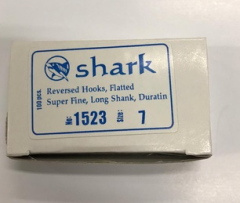 shark
100 pcs.
Reversed Hooks, Flatted
Super Fine, Long Shank, Duratin
No: 1523 Size: 7